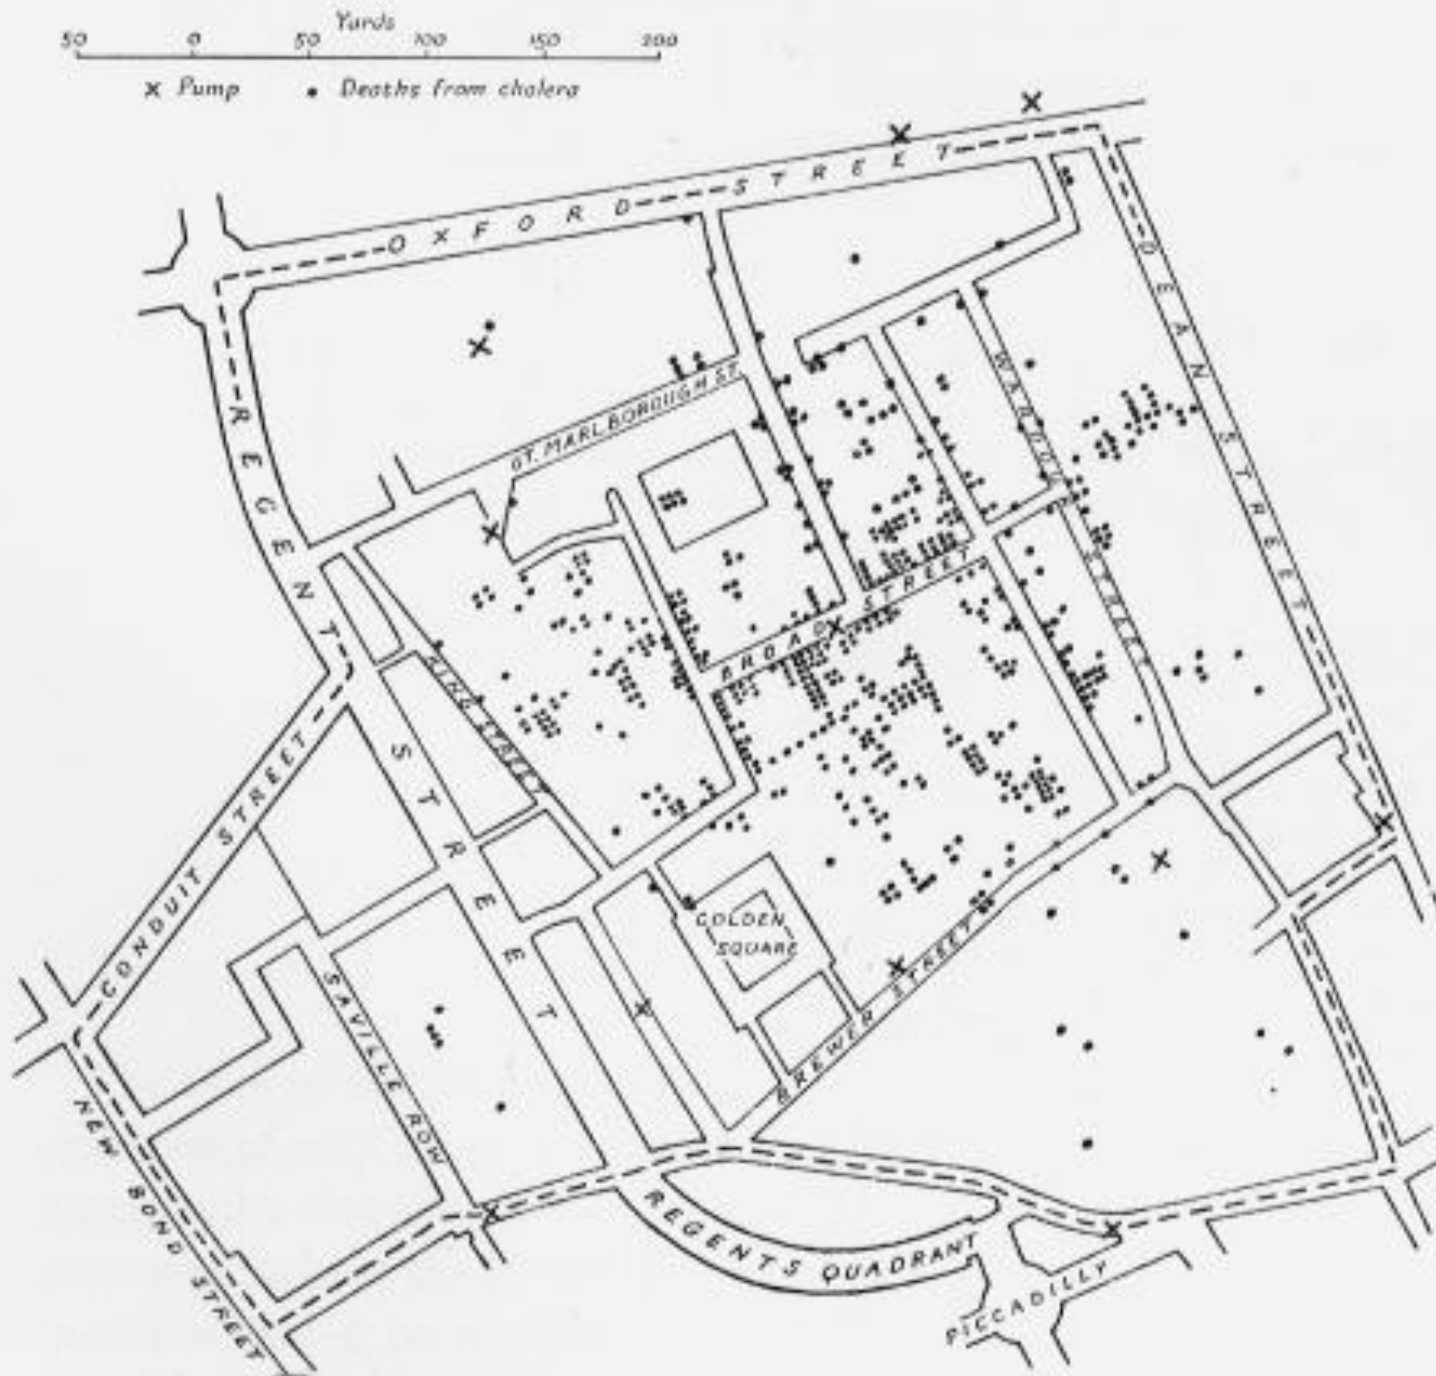 Yards
50 0 50 100 150 200
x Pump • Deaths from cholera
OXFORD STREET
DEAN STREET
REGENT STREET
GT. MARLBOROUGH ST.
WARDOUR STREET
BROAD STREET
KING STREET
CONDUIT STREET
GOLDEN
SQUARE
BREWER STREET
SAVILLE ROW
NEW BOND STREET
REGENTS QUADRANT
PICCADILLY